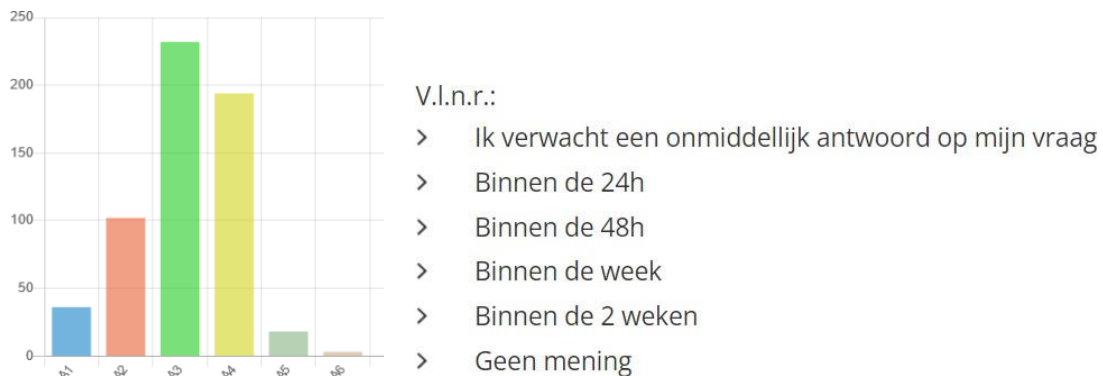 250
200
150
100
50
0
A1
A2
A3
A4
A5
A6
V.l.n.r.:
> Ik verwacht een onmiddellijk antwoord op mijn vraag
> Binnen de 24h
> Binnen de 48h
> Binnen de week
> Binnen de 2 weken
> Geen mening